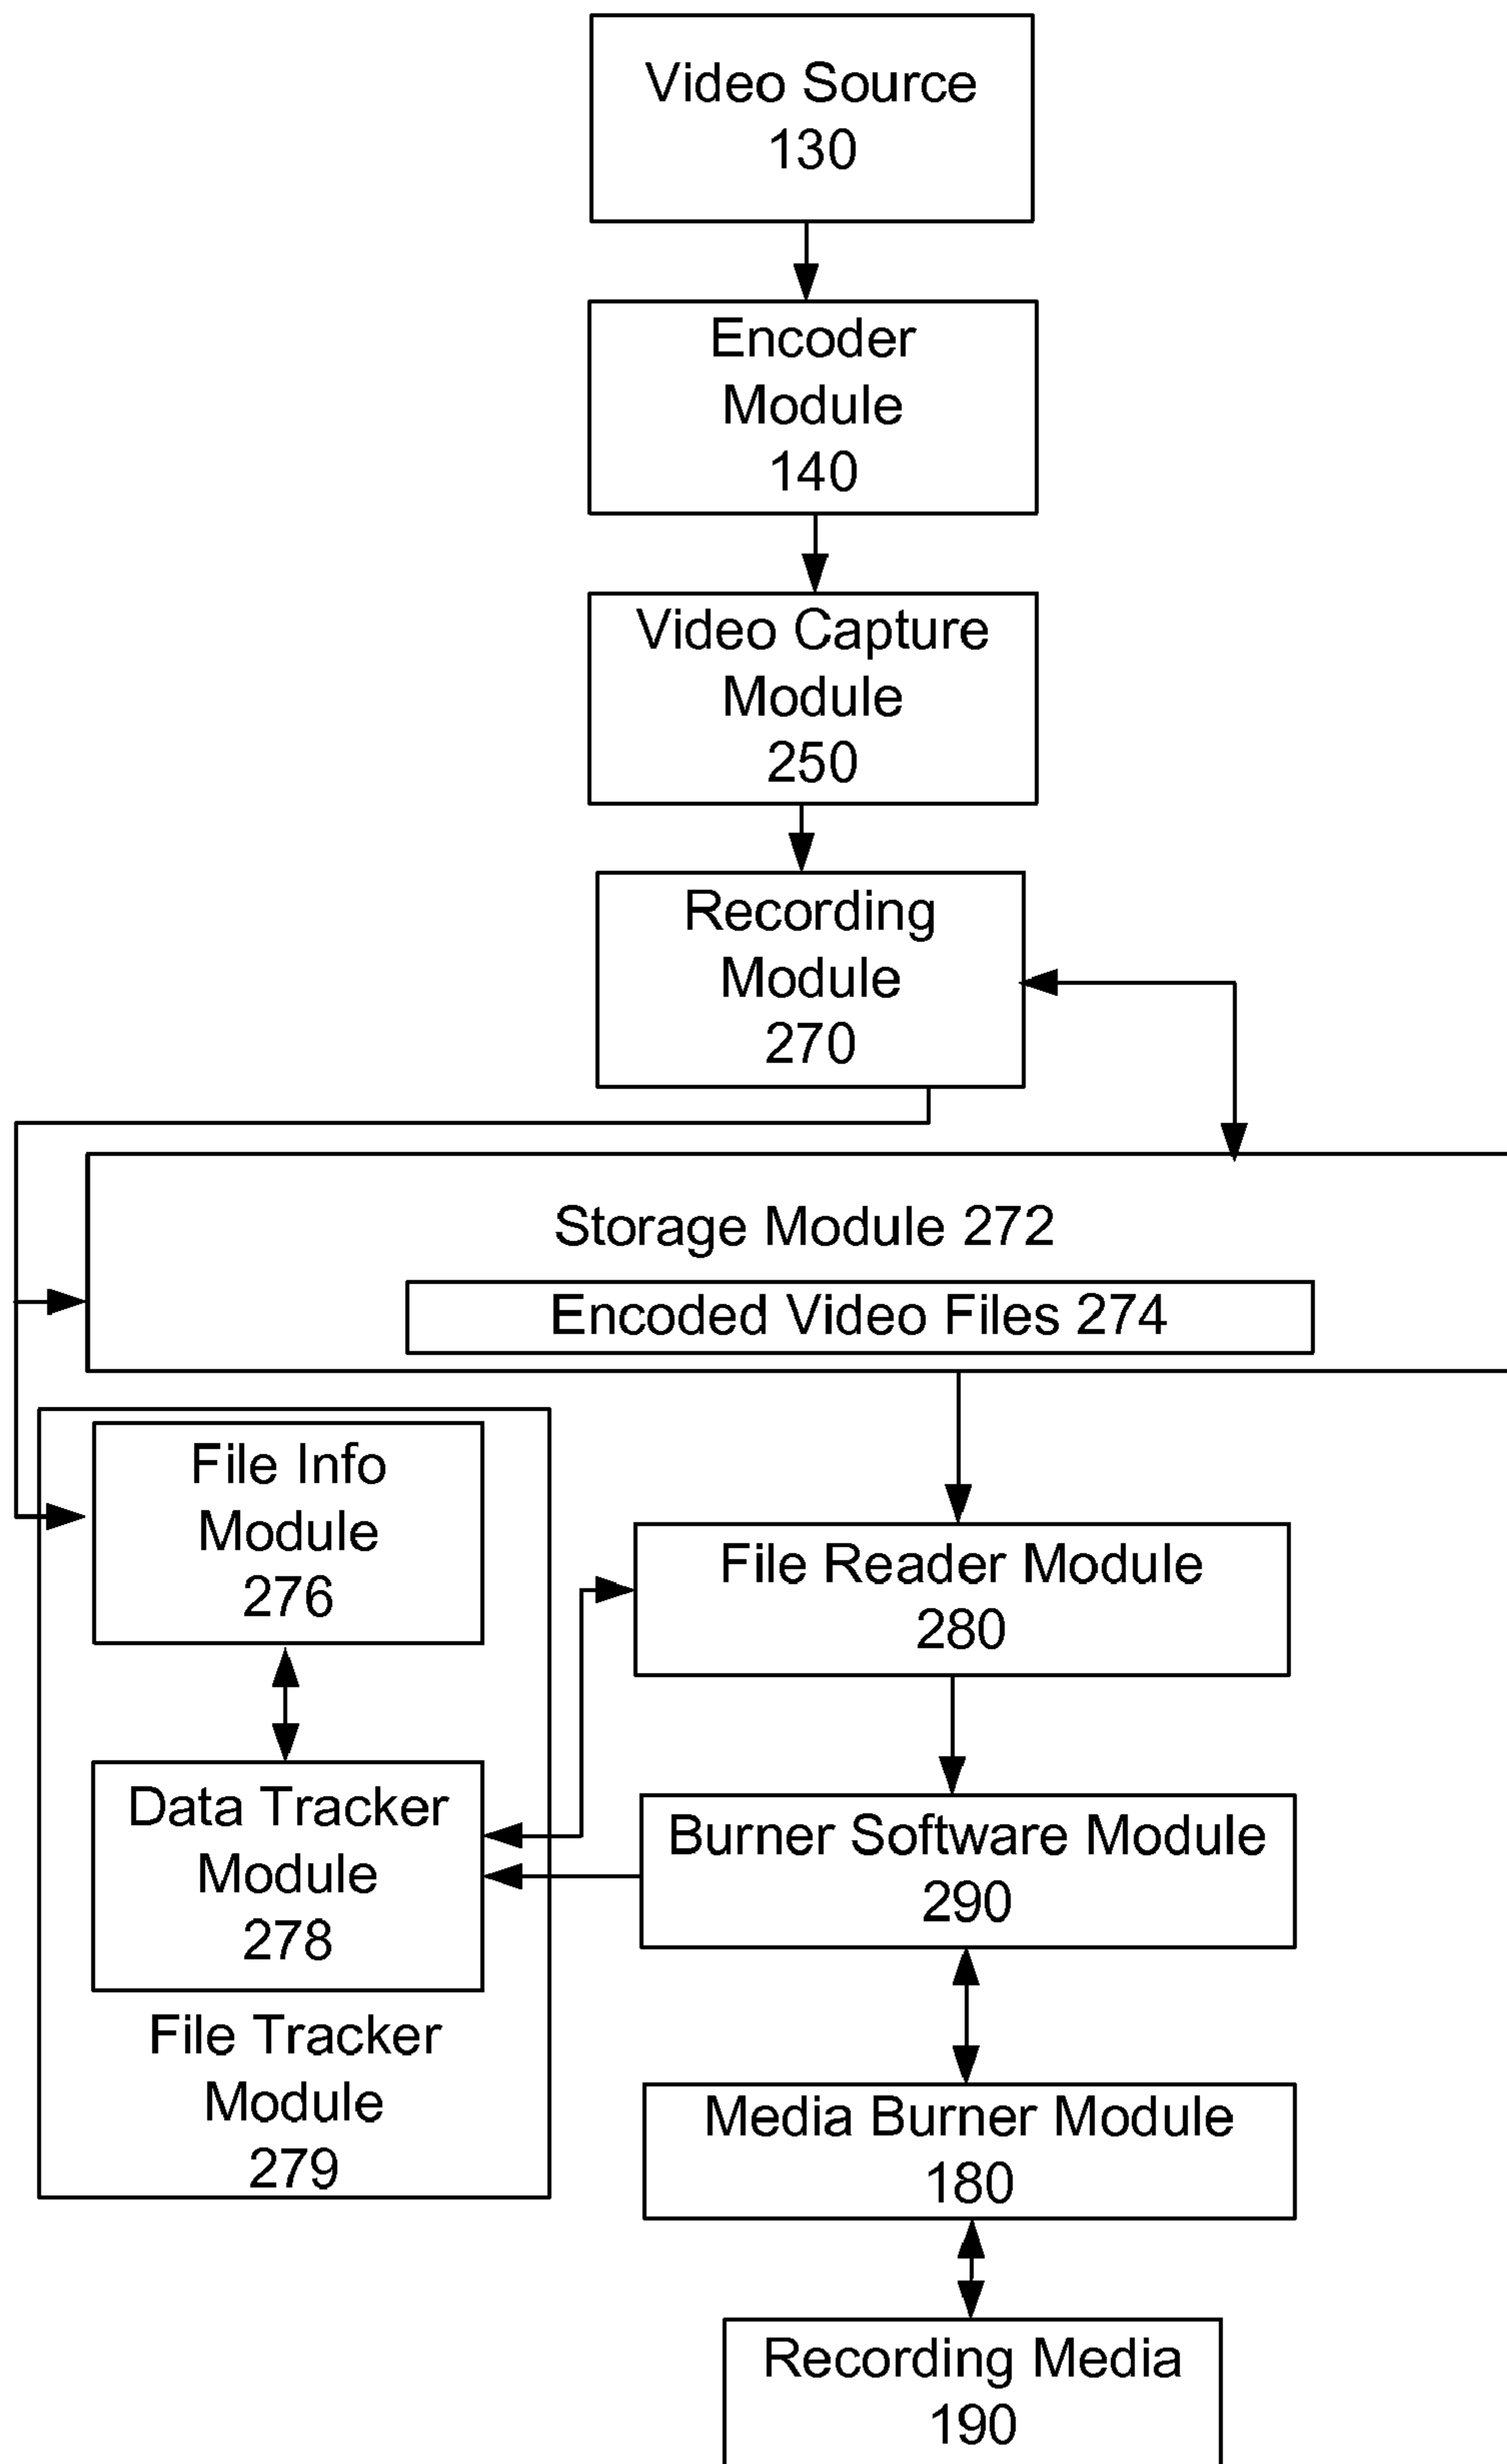 Video Source
130
Encoder
Module
140
Video Capture
Module
250
Recording
Module
270
Storage Module 272
Encoded Video Files 274
File Info
Module
276
File Reader Module
280
Data Tracker
Module
278
Burner Software Module
290
File Tracker
Module
279
Media Burner Module
180
Recording Media
190